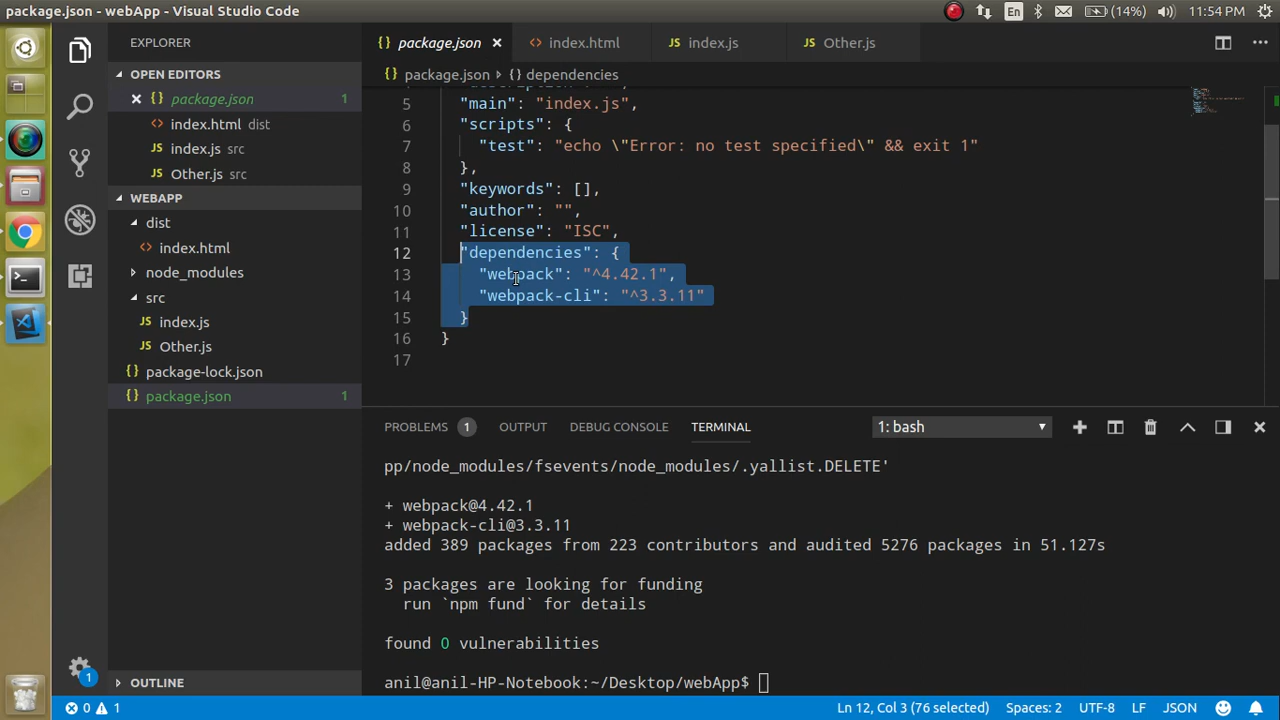 package.json - webApp - Visual Studio Code
En
(14%)
11:54 PM
EXPLORER
OPEN EDITORS
package.json 1
index.html dist
index.js src
Other.js src
WEBAPP
dist
index.html
node_modules
src
index.js
Other.js
package-lock.json
package.json 1
OUTLINE
1
package.json
index.html
index.js
Other.js
package.json > {} dependencies
5 "main": "index.js",
6 "scripts": {
7 "test": "echo \"Error: no test specified\" && exit 1"
8 },
9 "keywords": [],
10 "author": "",
11 "license": "ISC",
12 "dependencies": {
13 "webpack": "^4.42.1",
14 "webpack-cli": "^3.3.11"
15 }
16 }
17
PROBLEMS 1 OUTPUT DEBUG CONSOLE TERMINAL 1: bash
pp/node_modules/fsevents/node_modules/.yallist.DELETE'
+ webpack@4.42.1
+ webpack-cli@3.3.11
added 389 packages from 223 contributors and audited 5276 packages in 51.127s
3 packages are looking for funding
run `npm fund` for details
found 0 vulnerabilities
anil@anil-HP-Notebook:~/Desktop/webApp$
0 1 Ln 12, Col 3 (76 selected) Spaces: 2 UTF-8 LF JSON